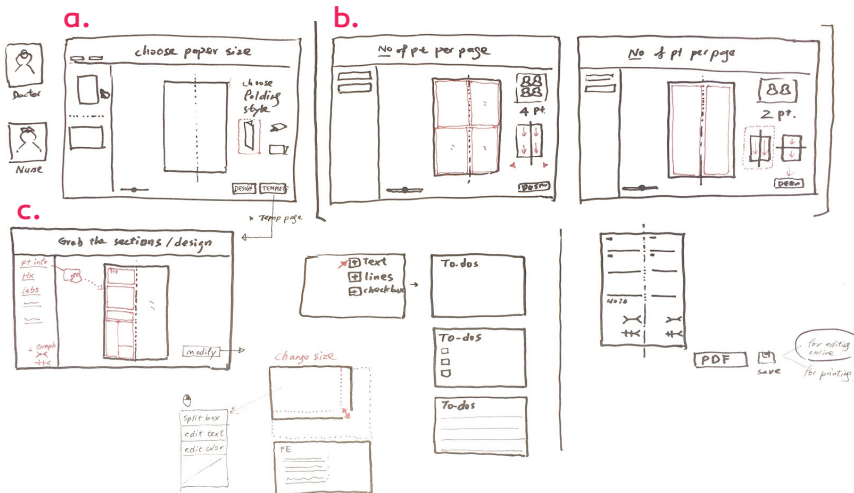 a.
choose paper size
choose
folding
style
DESIGN
TEMPLATE
Doctor
Nurse
b.
No of pt per page
4 pt.
DESIGN
No of pt per page
2 pt.
DESIGN
Temp page
c.
Grab the sections / design
pt info
Hx
labs
+ Graph
HX
modify
Text
lines
checkbox
To-dos
To-dos
To-dos
change size
split box
edit text
edit color
PE
Note
PDF
save
for editing
online
for printing